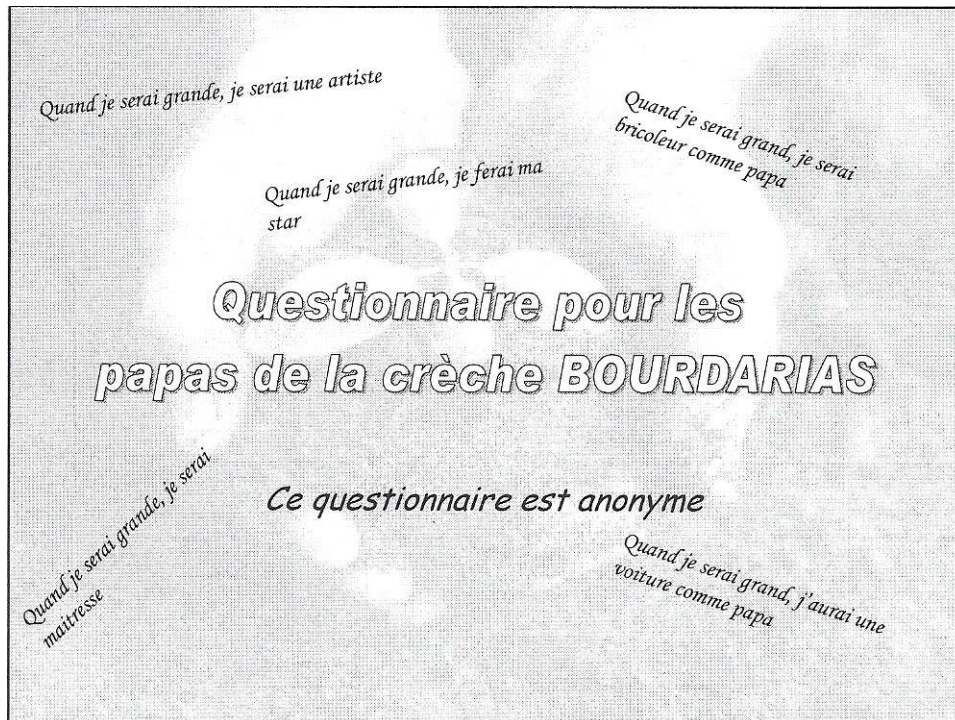 Quand je serai grande, je serai une artiste
Quand je serai grand, je serai
bricoleur comme papa
Quand je serai grande, je ferai ma
star
Questionnaire pour les
papas de la crèche BOURDARIAS
Ce questionnaire est anonyme
Quand je serai grande, je serai
maitresse
Quand je serai grand, j'aurai une
voiture comme papa